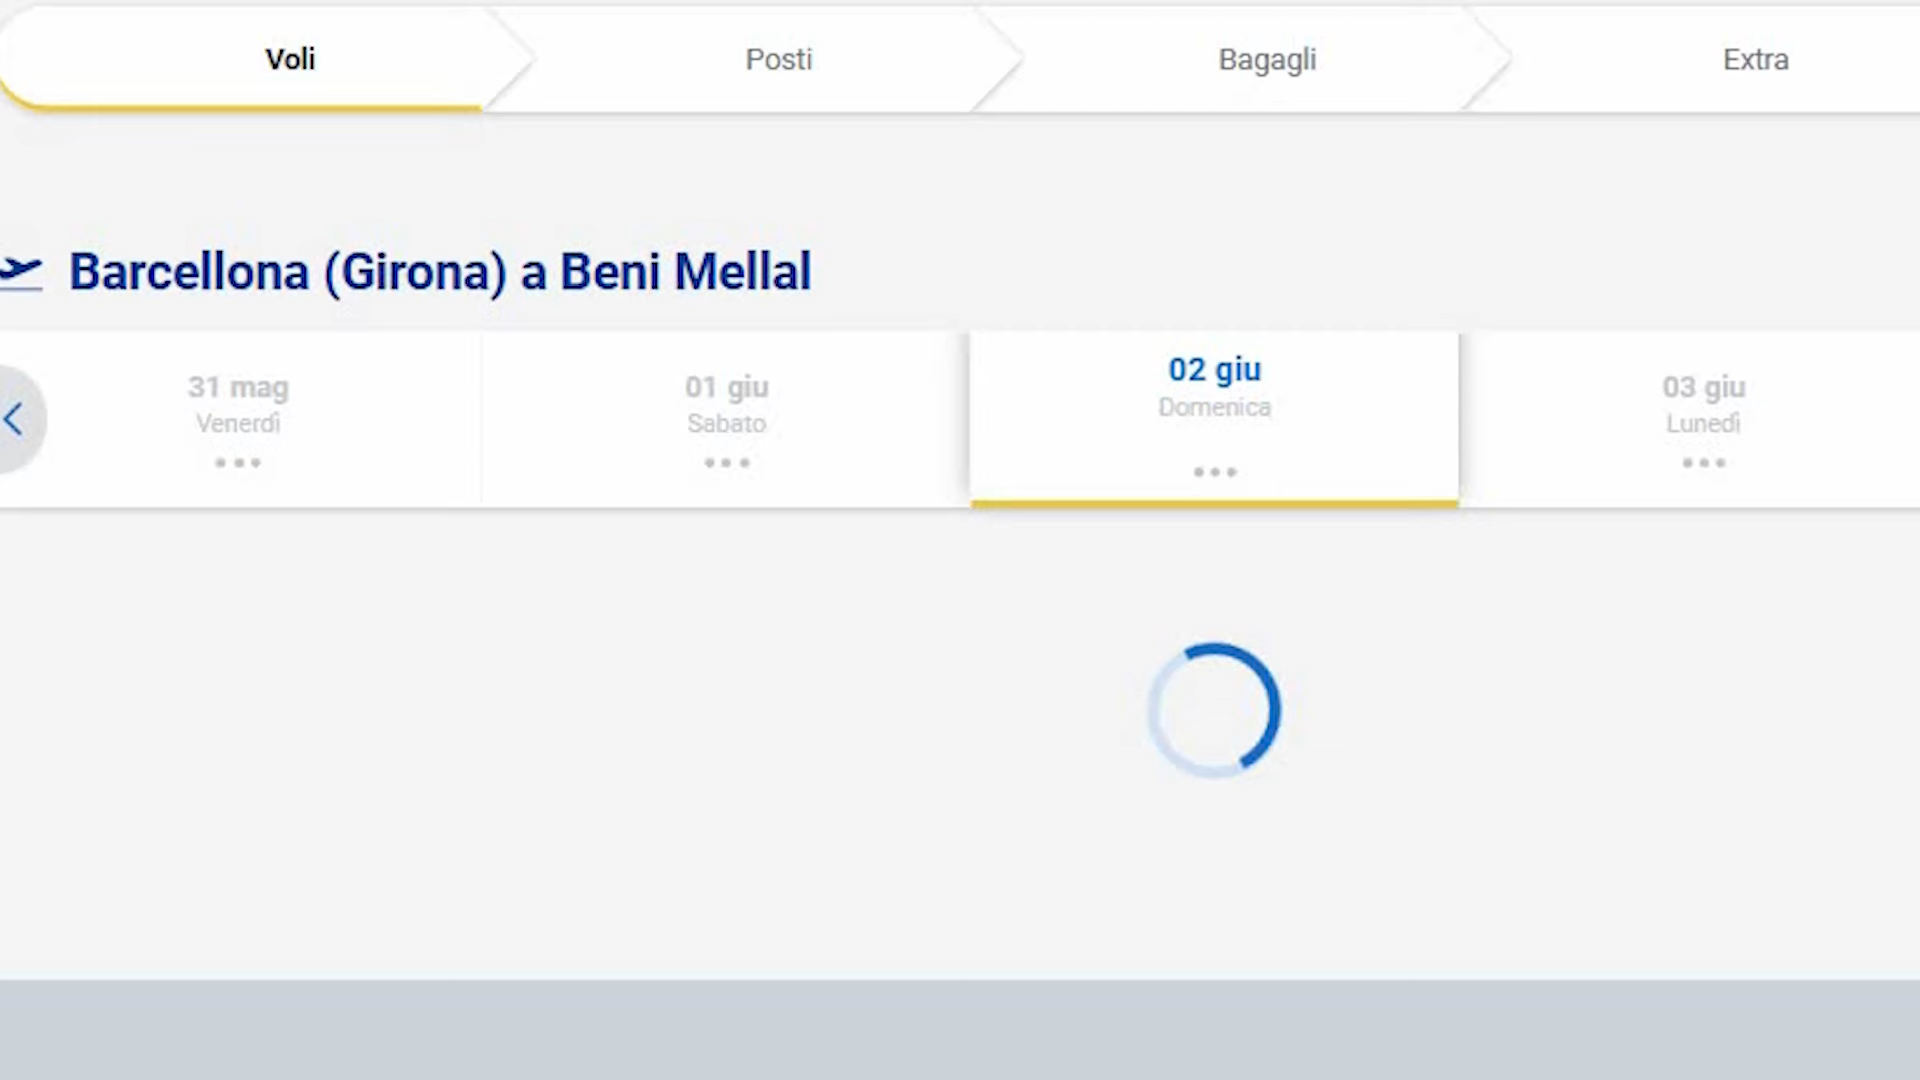 Voli
Posti
Bagagli
Extra
Barcellona (Girona) a Beni Mellal
31 mag
Venerdì
01 giu
Sabato
02 giu
Domenica
03 giu
Lunedì